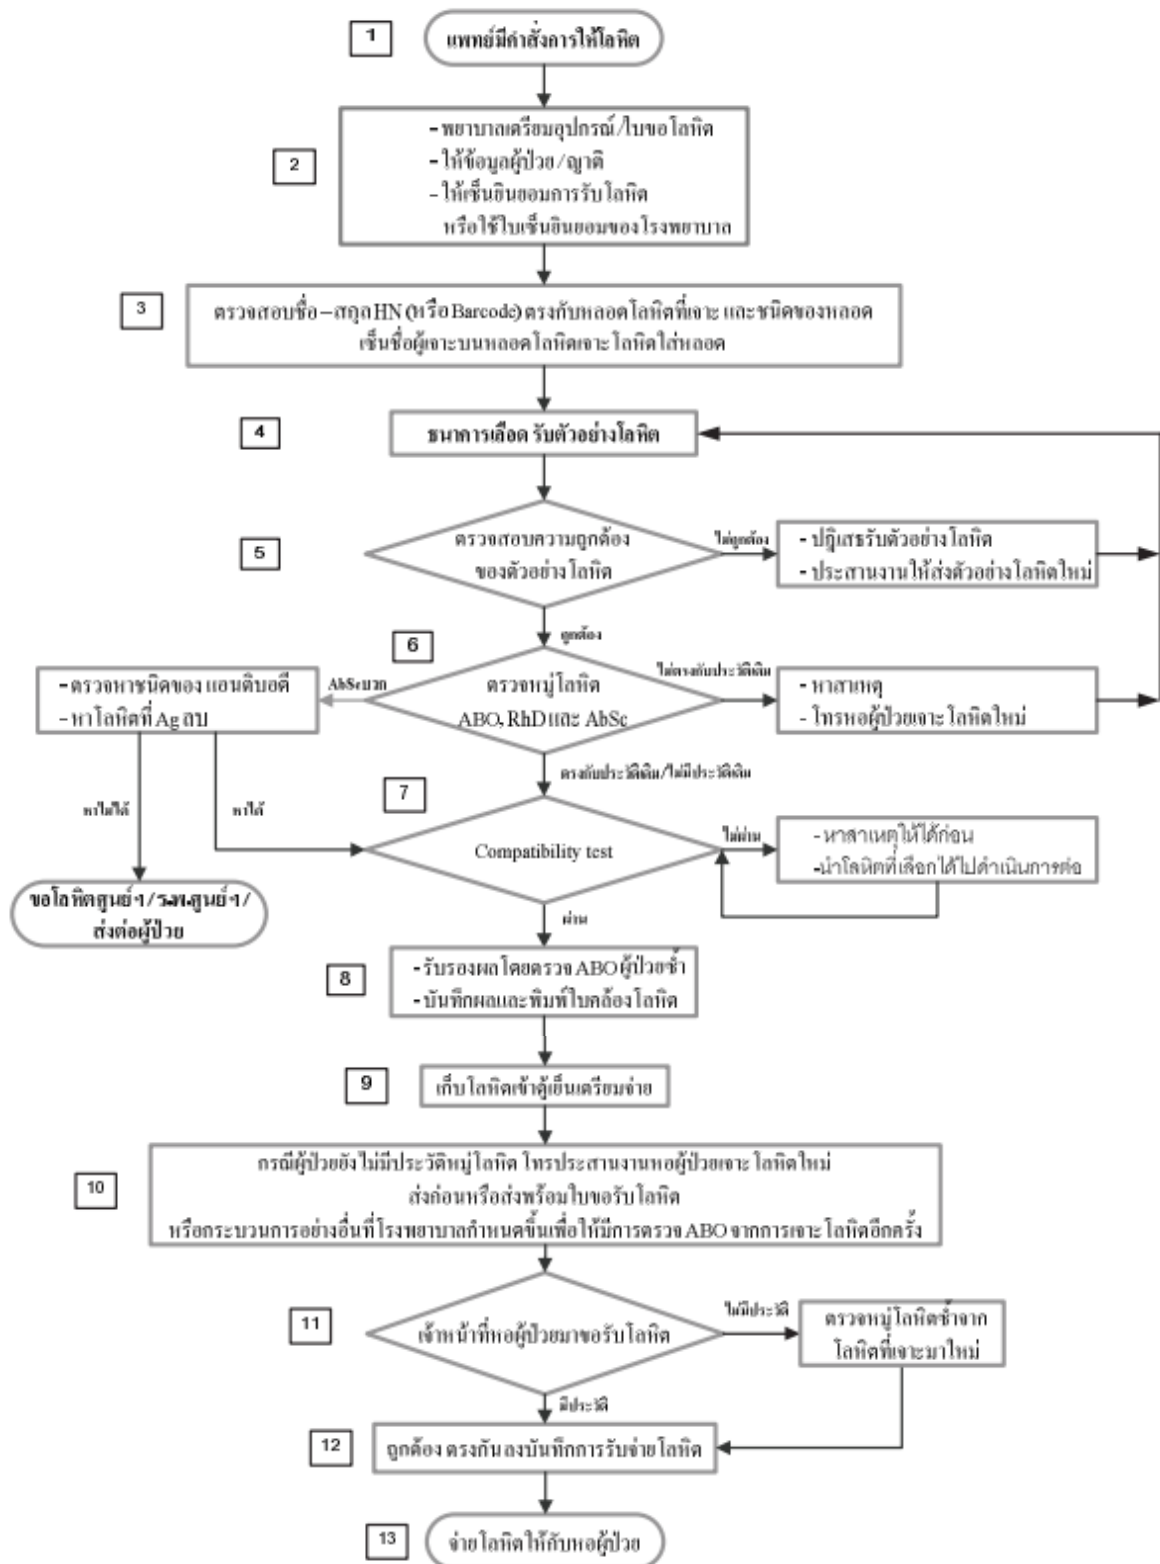 1
แพทย์มีคำสั่งการให้โลหิต
2
- พยาบาลเตรียมอุปกรณ์/ใบขอโลหิต
- ให้ข้อมูลผู้ป่วย/ญาติ
- ให้เซ็นยินยอมการรับโลหิต
หรือใช้ใบเซ็นยินยอมของโรงพยาบาล
3
ตรวจสอบชื่อ – สกุล HN (หรือ Barcode) ตรงกับหลอดโลหิตที่เจาะ และชนิดของหลอด
เซ็นชื่อผู้เจาะบนหลอดโลหิตเจาะโลหิตใส่หลอด
4
ธนาคารเลือด รับตัวอย่างโลหิต
5
ตรวจสอบความถูกต้อง
ของตัวอย่างโลหิต
ไม่ถูกต้อง
- ปฏิเสธรับตัวอย่างโลหิต
- ประสานงานให้ส่งตัวอย่างโลหิตใหม่
ถูกต้อง
6
ตรวจหมู่โลหิต
ABO, RhD และ AbSc
AbScบวก
- ตรวจหาชนิดของ แอนติบอดี
- หาโลหิตที่ Ag ลบ
ไม่ตรงกับประวัติเดิม
- หาสาเหตุ
- โทรหอผู้ป่วยเจาะโลหิตใหม่
ตรงกับประวัติเดิม/ไม่มีประวัติเดิม
หาไม่ได้
หาได้
7
Compatibility test
ไม่ผ่าน
- หาสาเหตุให้ได้ก่อน
-นำโลหิตที่เลือกได้ไปดำเนินการต่อ
ขอโลหิตศูนย์ฯ/ร.พ.ศูนย์ฯ/
ส่งต่อผู้ป่วย
ผ่าน
8
- รับรองผลโดยตรวจ ABO ผู้ป่วยซ้ำ
- บันทึกผลและพิมพ์ใบคล้องโลหิต
9
เก็บโลหิตเข้าตู้เย็นเตรียมจ่าย
10
กรณีผู้ป่วยยังไม่มีประวัติหมู่โลหิต โทรประสานงานหอผู้ป่วยเจาะโลหิตใหม่
ส่งก่อนหรือส่งพร้อมใบขอรับโลหิต
หรือกระบวนการอย่างอื่นที่โรงพยาบาลกำหนดขึ้นเพื่อให้มีการตรวจ ABO จากการเจาะโลหิตอีกครั้ง
11
เจ้าหน้าที่หอผู้ป่วยมาขอรับโลหิต
ไม่มีประวัติ
ตรวจหมู่โลหิตซ้ำจาก
โลหิตที่เจาะมาใหม่
มีประวัติ
12
ถูกต้อง ตรงกัน ลงบันทึกการรับจ่ายโลหิต
13
จ่ายโลหิตให้กับหอผู้ป่วย